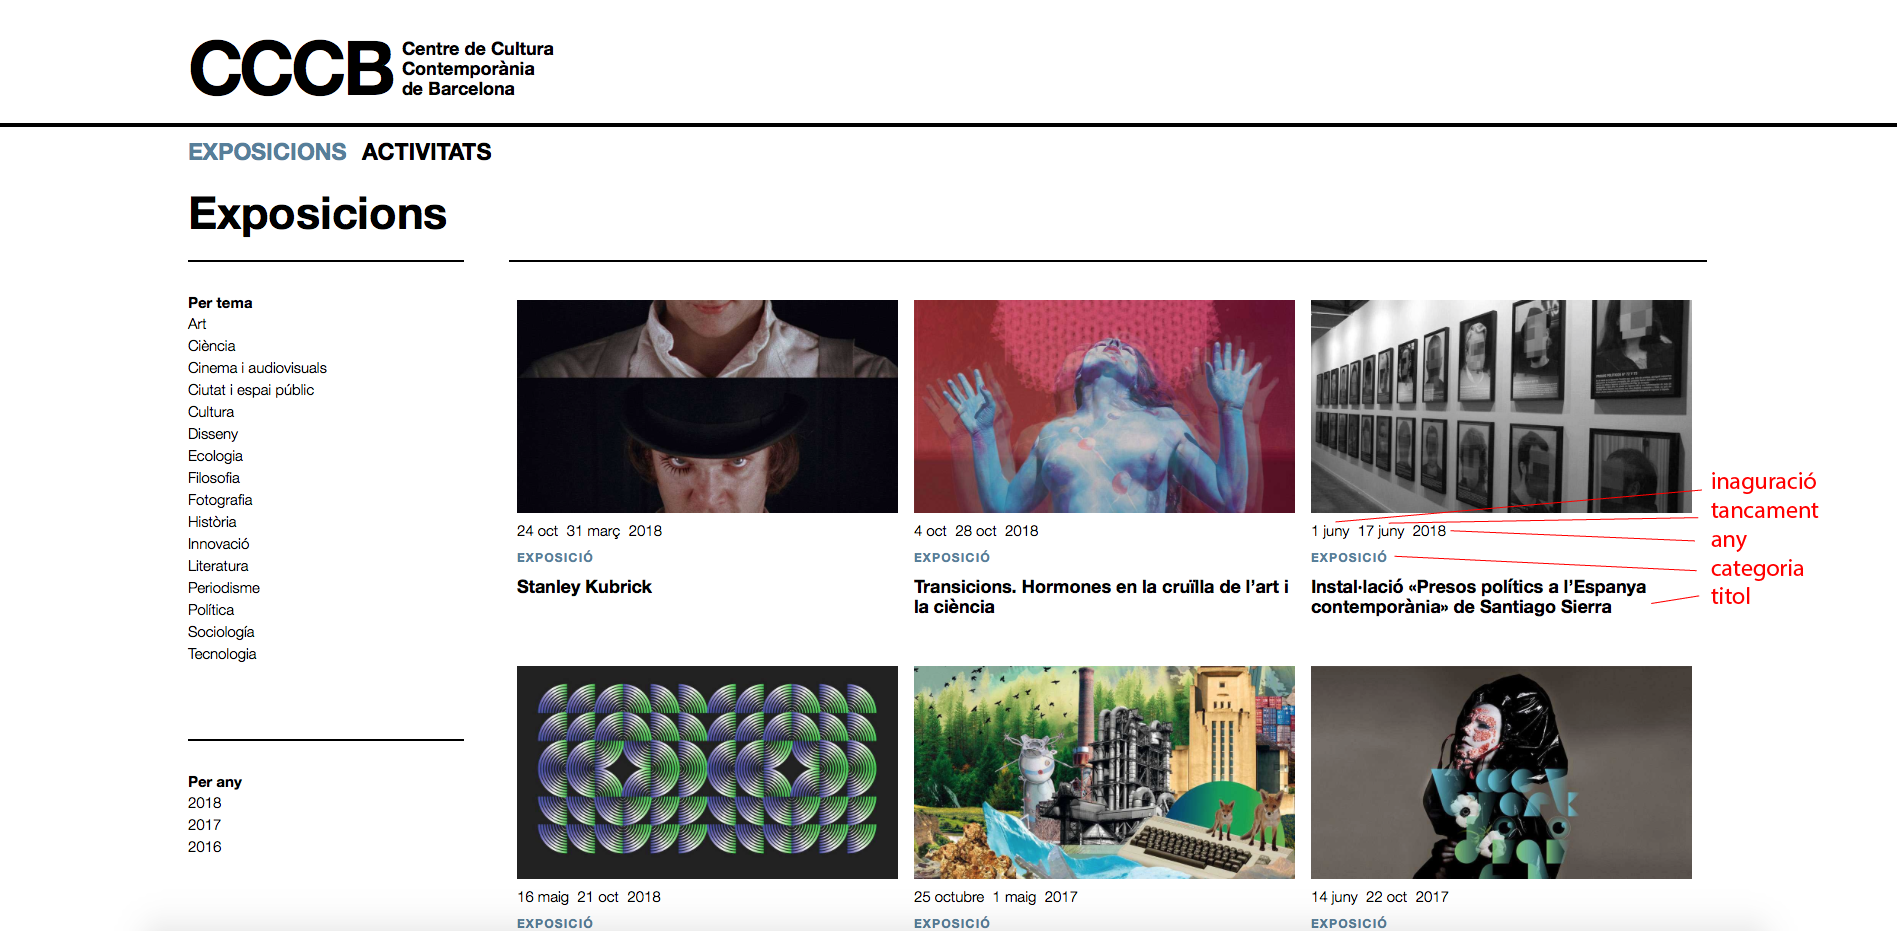 CCCB
Centre de Cultura
Contemporània
de Barcelona
EXPOSICIONS ACTIVITATS
Exposicions
Per tema
Art
Ciència
Cinema i audiovisuals
Ciutat i espai públic
Cultura
Disseny
Ecologia
Filosofia
Fotografia
Història
Innovació
Literatura
Periodisme
Política
Sociología
Tecnologia
Per any
2018
2017
2016
24 oct 31 març 2018
EXPOSICIÓ
Stanley Kubrick
4 oct 28 oct 2018
EXPOSICIÓ
Transicions. Hormones en la cruïlla de l’art i
la ciència
1 juny 17 juny 2018
EXPOSICIÓ
Instal·lació «Presos polítics a l’Espanya
contemporània» de Santiago Sierra
inaguració
tancament
any
categoria
titol
16 maig 21 oct 2018
EXPOSICIÓ
25 octubre 1 maig 2017
EXPOSICIÓ
14 juny 22 oct 2017
EXPOSICIÓ